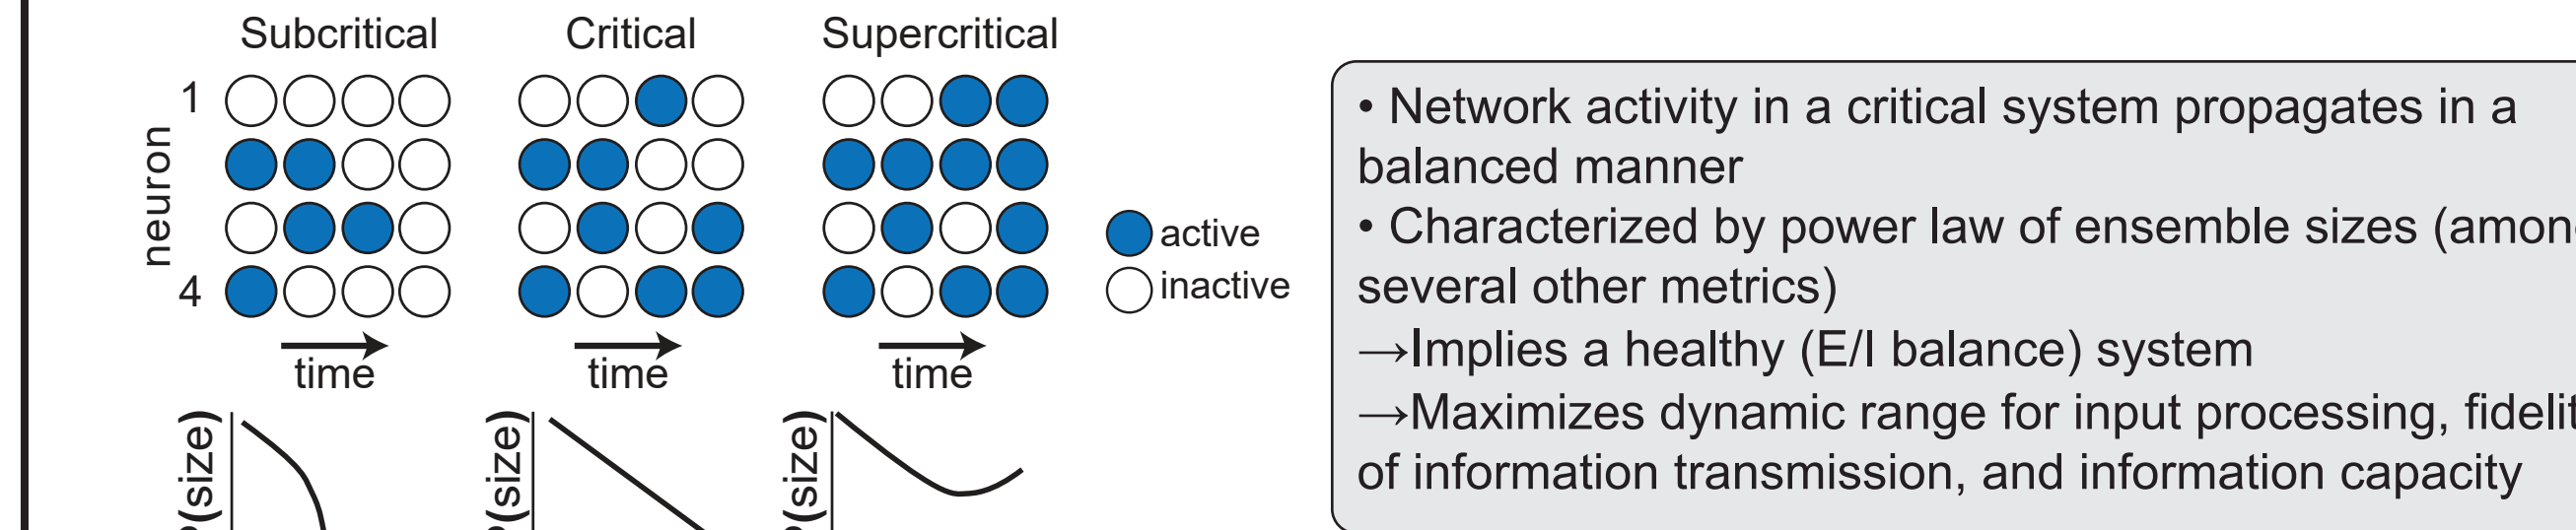 Subcritical Critical Supercritical
1
neuron
4
time time time
active
inactive
(size) (size) (size)
• Network activity in a critical system propagates in a
balanced manner
• Characterized by power law of ensemble sizes
several other metrics)
→Implies a healthy (E/I balance) system
→Maximizes dynamic range for input processing,
of information transmission, and information capacity